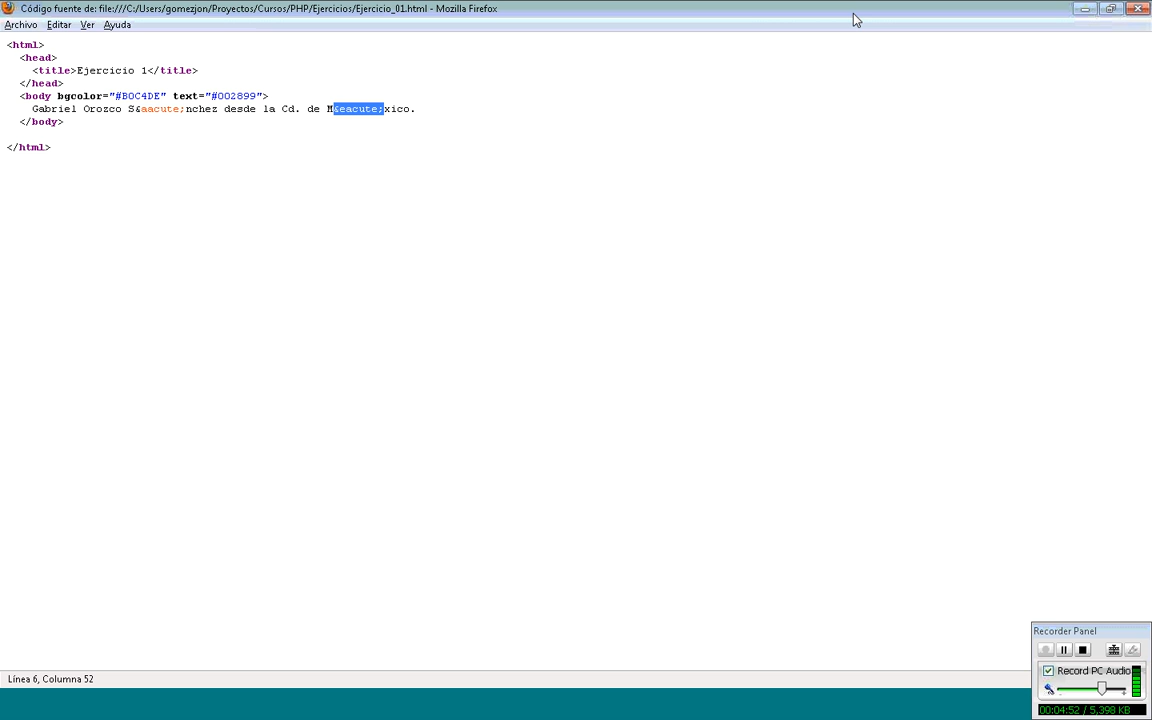 Código fuente de: file:///C:/Users/gomezjon/Proyectos/Cursos/PHP/Ejercicios/Ejercicio_01.html - Mozilla Firefox
Archivo Editar Ver Ayuda
<html>
<head>
<title>Ejercicio 1</title>
</head>
<body bgcolor="#B0C4DE" text="#002899">
Gabriel Orozco S&aacute;nchez desde la Cd. de M&eacute;xico.
</body>
</html>
Recorder Panel
Record PC Audio
00:04:52 / 5,398 KB
Línea 6, Columna 52